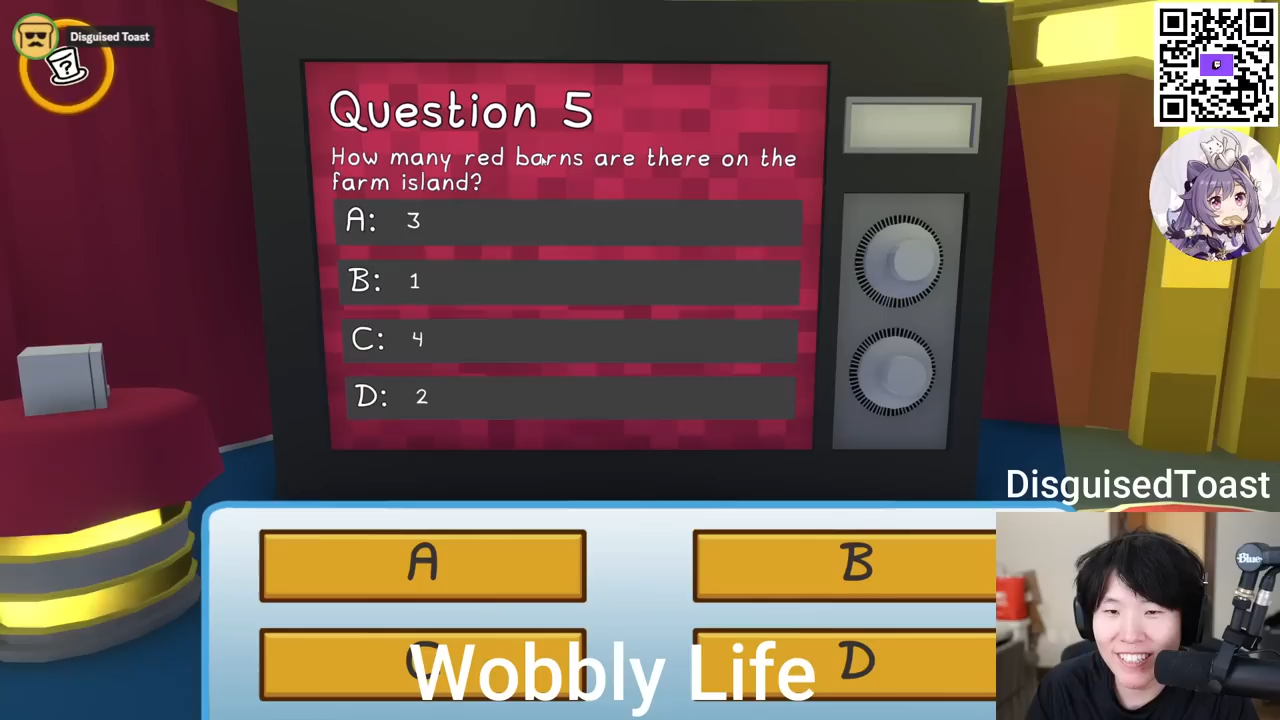 Disguised Toast
?
Question 5
How many red barns are there on the
farm island?
A: 3
B: 1
C: 4
D: 2
DisguisedToast
A
B
C
D
Wobbly Life
Blue